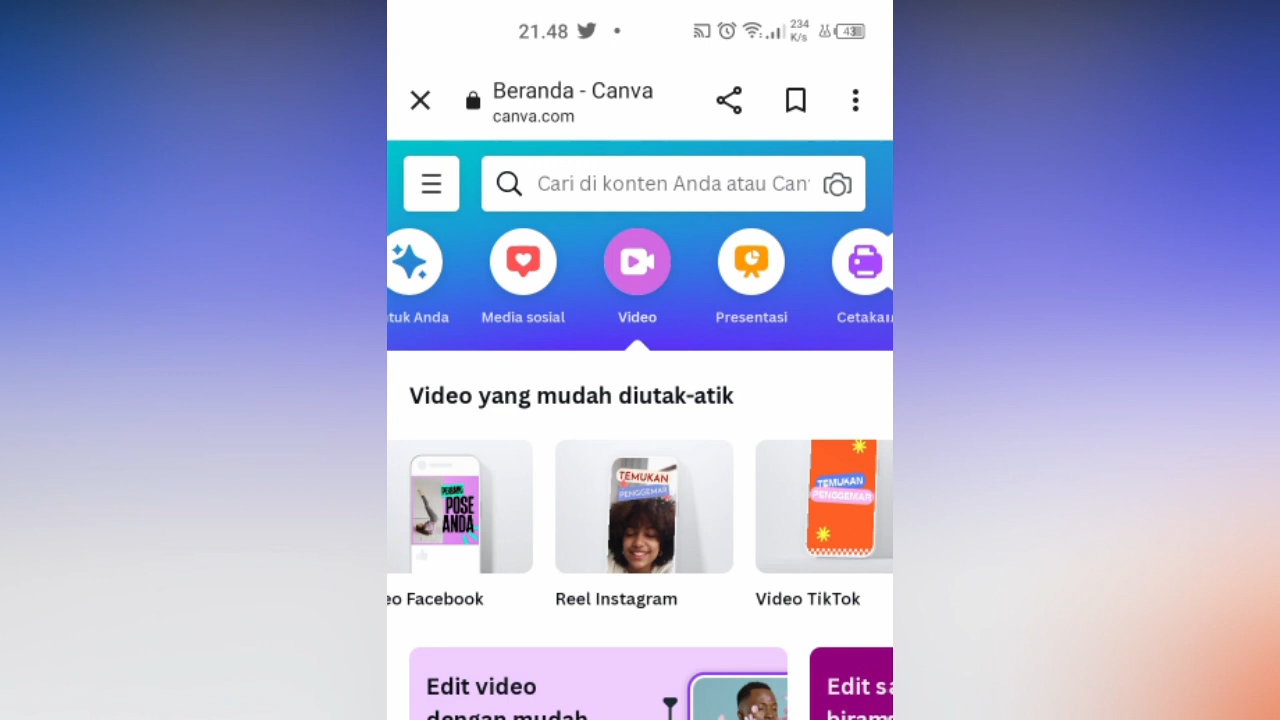 21.48
234
K/s
43
Beranda - Canva
canva.com
Cari di konten Anda atau Can
tuk Anda
Media sosial
Video
Presentasi
Cetakan
Video yang mudah diutak-atik
POSE
ANDA
TEMUKAN
PENGGEMAR
TEMUKAN
PENGGEMAR
eo Facebook
Reel Instagram
Video TikTok
Edit video
dengan mudah
Edit sa